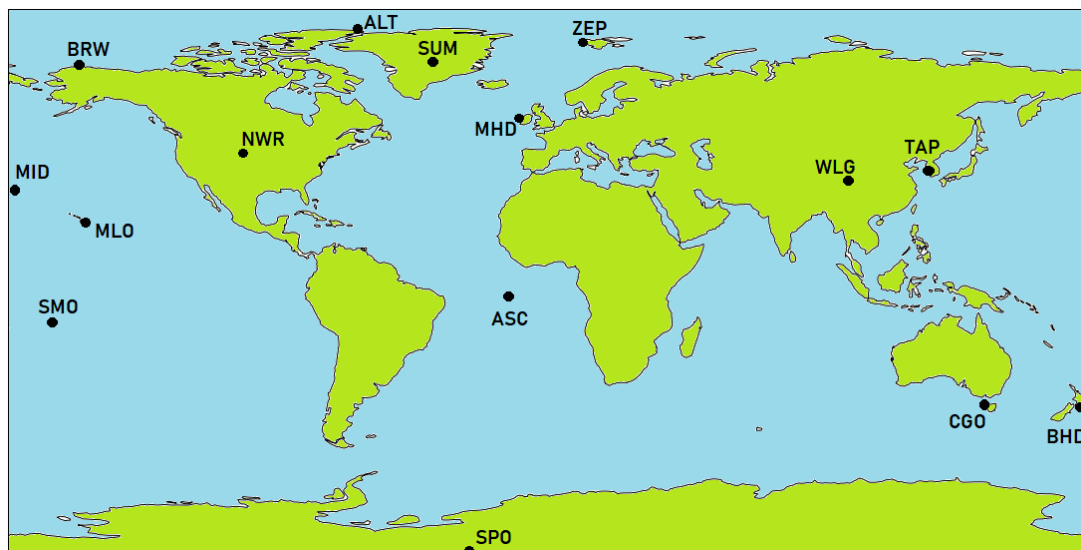 ALT
ZEP
BRW
SUM
MHD
NWR
TAP
WLG
MID
MLO
SMO
ASC
CGO
BHD
SPO